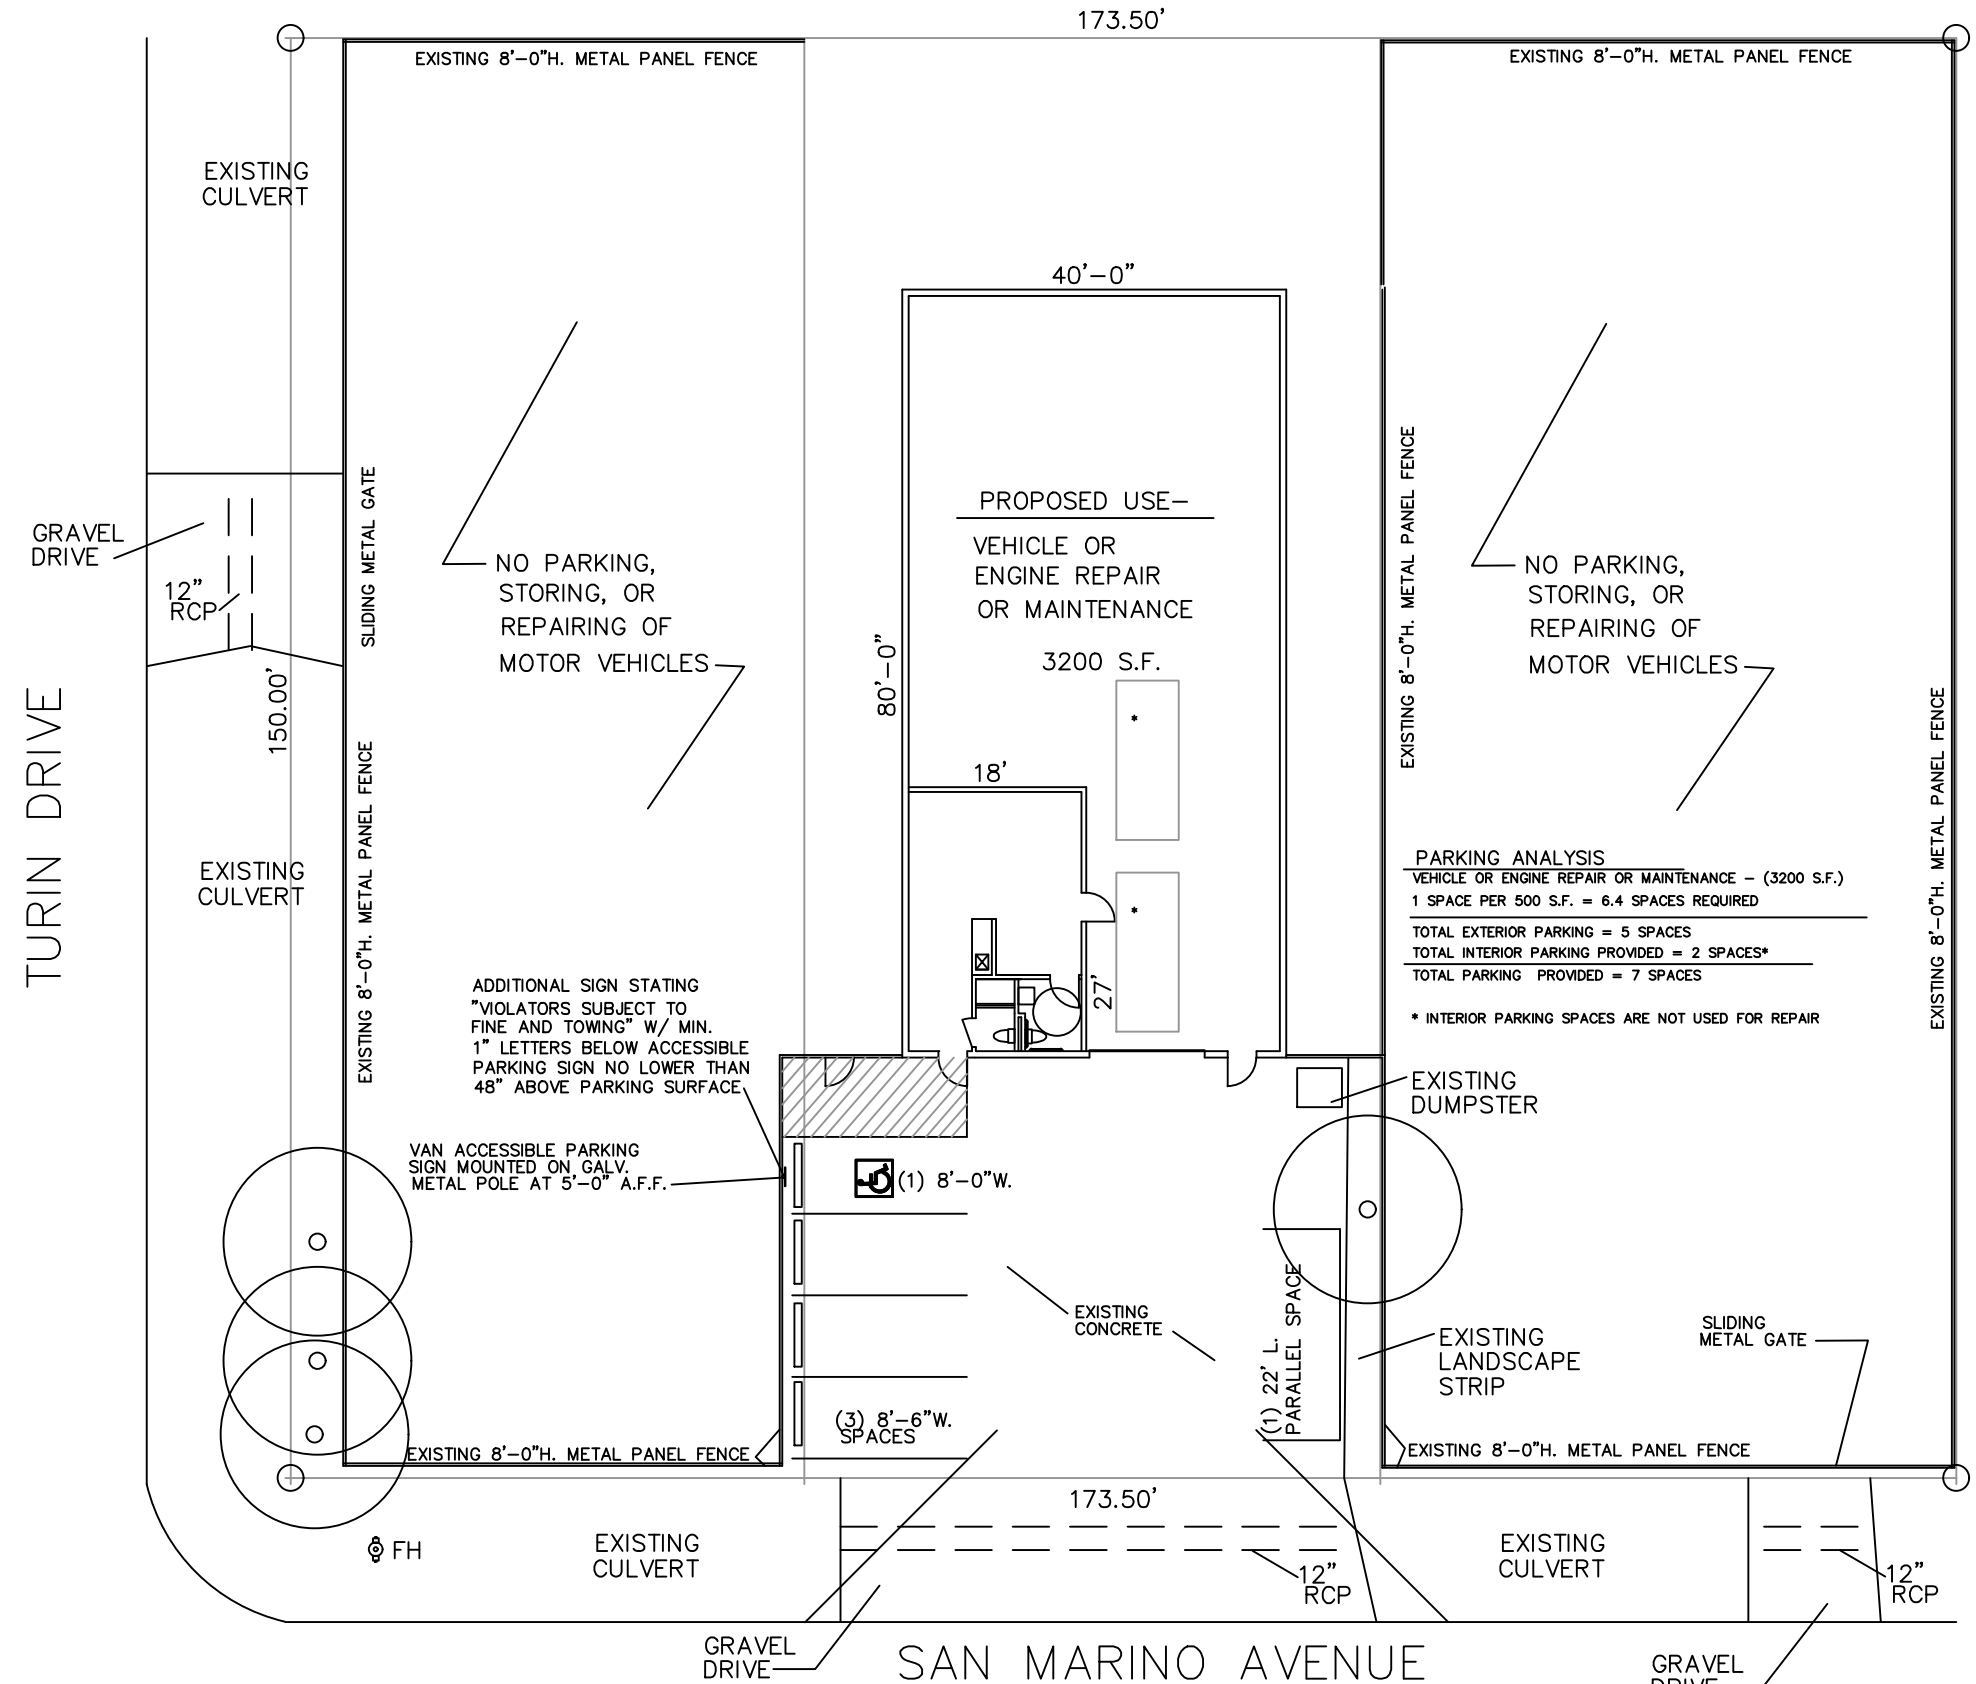 173.50'
EXISTING 8'-0"H. METAL PANEL FENCE
EXISTING 8'-0"H. METAL PANEL FENCE
EXISTING
CULVERT
40'-0"
SLIDING METAL GATE
EXISTING 8'-0"H. METAL PANEL FENCE
PROPOSED USE-
VEHICLE OR
ENGINE REPAIR
OR MAINTENANCE
3200 S.F.
GRAVEL
DRIVE
12"
RCP
NO PARKING,
STORING, OR
REPAIRING OF
MOTOR VEHICLES
NO PARKING,
STORING, OR
REPAIRING OF
MOTOR VEHICLES
80'-0"
150.00'
TURIN DRIVE
EXISTING 8'-0"H. METAL PANEL FENCE
EXISTING 8'-0"H. METAL PANEL FENCE
*
18'
EXISTING
CULVERT
*
27'
PARKING ANALYSIS
VEHICLE OR ENGINE REPAIR OR MAINTENANCE - (3200 S.F.)
1 SPACE PER 500 S.F. = 6.4 SPACES REQUIRED
TOTAL EXTERIOR PARKING = 5 SPACES
TOTAL INTERIOR PARKING PROVIDED = 2 SPACES*
TOTAL PARKING PROVIDED = 7 SPACES
* INTERIOR PARKING SPACES ARE NOT USED FOR REPAIR
ADDITIONAL SIGN STATING
"VIOLATORS SUBJECT TO
FINE AND TOWING" W/ MIN.
1" LETTERS BELOW ACCESSIBLE
PARKING SIGN NO LOWER THAN
48" ABOVE PARKING SURFACE
EXISTING
DUMPSTER
VAN ACCESSIBLE PARKING
SIGN MOUNTED ON GALV.
METAL POLE AT 5'-0" A.F.F.
(1) 8'-0"W.
EXISTING
CONCRETE
(1) 22' L.
PARALLEL SPACE
EXISTING
LANDSCAPE
STRIP
SLIDING
METAL GATE
(3) 8'-6"W.
SPACES
EXISTING 8'-0"H. METAL PANEL FENCE
EXISTING 8'-0"H. METAL PANEL FENCE
173.50'
FH
EXISTING
CULVERT
12"
RCP
EXISTING
CULVERT
12"
RCP
GRAVEL
DRIVE
SAN MARINO AVENUE
GRAVEL
DRIVE